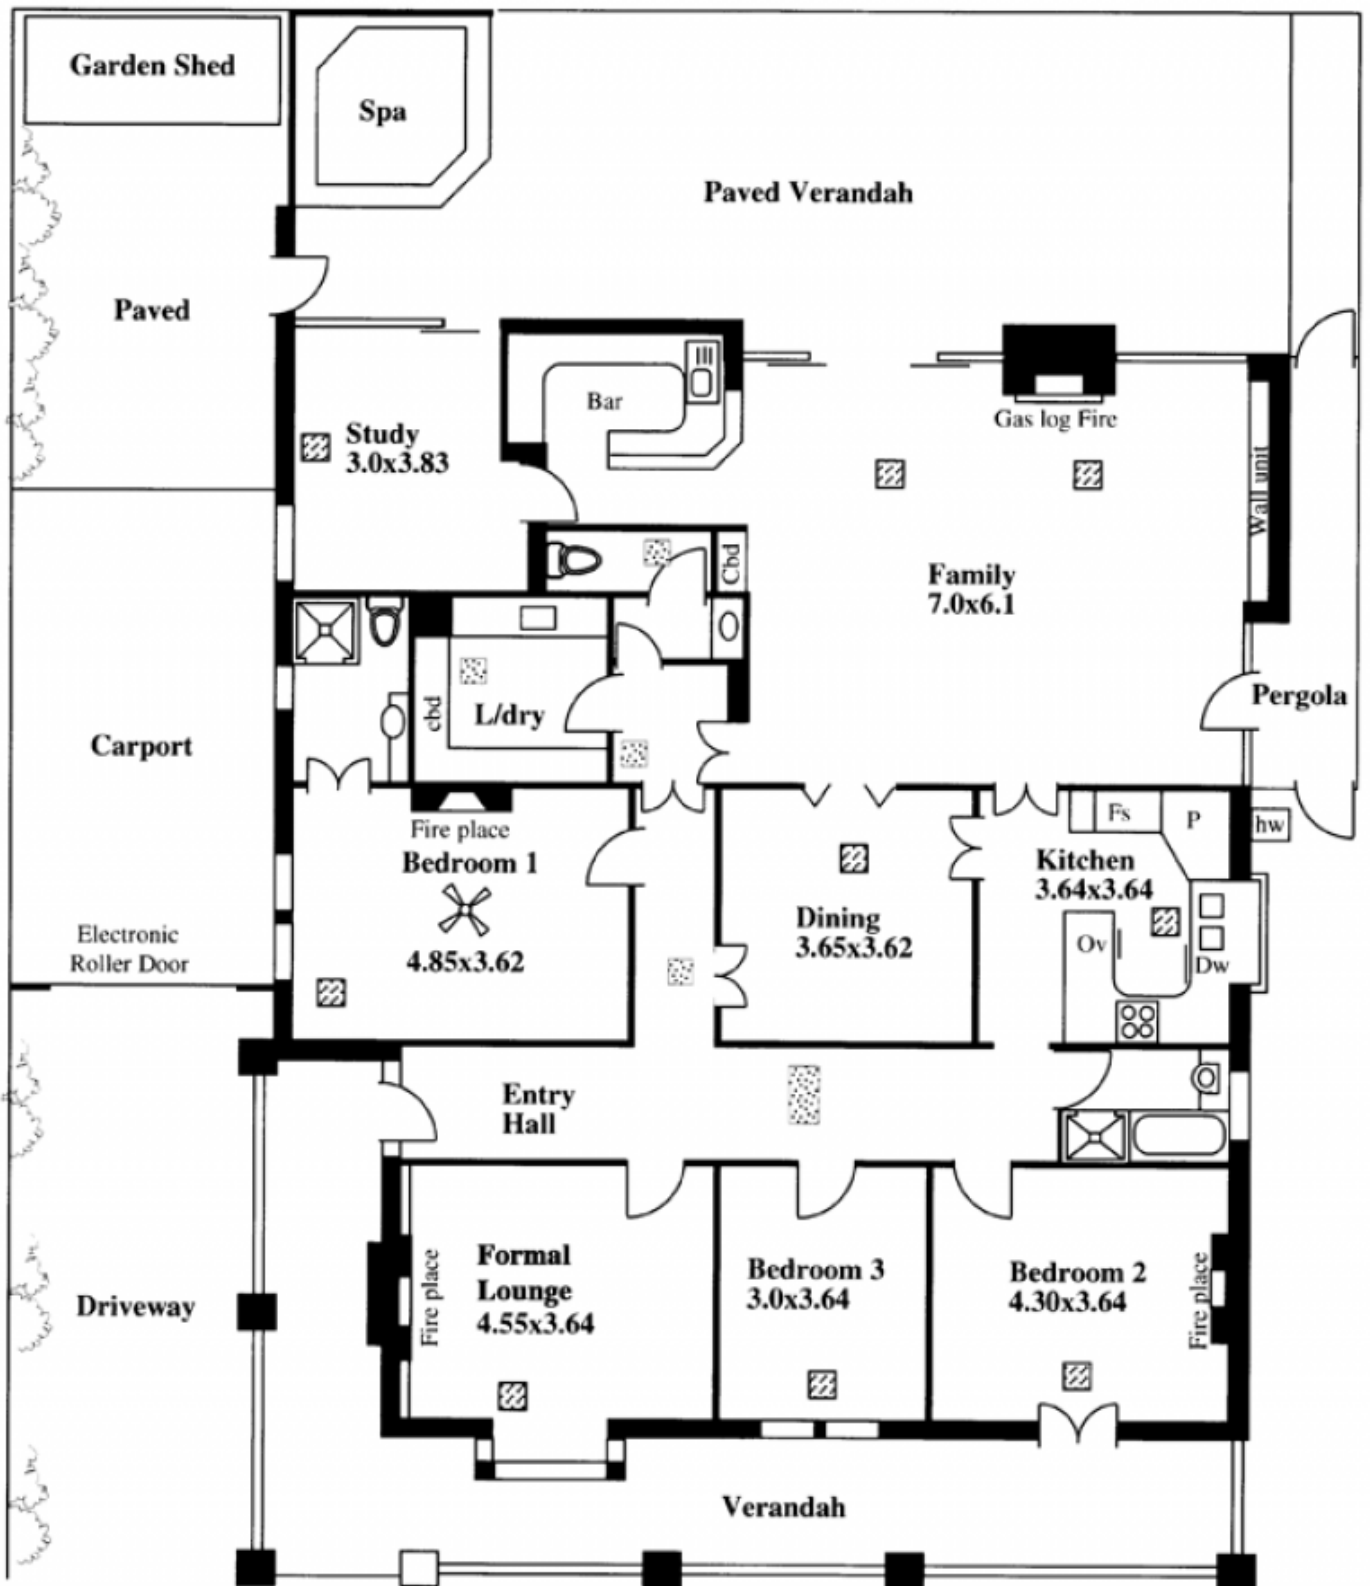 Garden Shed
Spa
Paved Verandah
Paved
Bar
Gas log Fire
Study
3.0x3.83
Wall unit
Cbd
Family
7.0x6.1
Pergola
cbd
L/dry
Carport
Fire place
Bedroom 1
4.85x3.62
Fs
P
hw
Kitchen
3.64x3.64
Dining
3.65x3.62
Ov
Dw
Electronic
Roller Door
Entry
Hall
Fire place
Formal
Lounge
4.55x3.64
Bedroom 3
3.0x3.64
Bedroom 2
4.30x3.64
Fire place
Driveway
Verandah